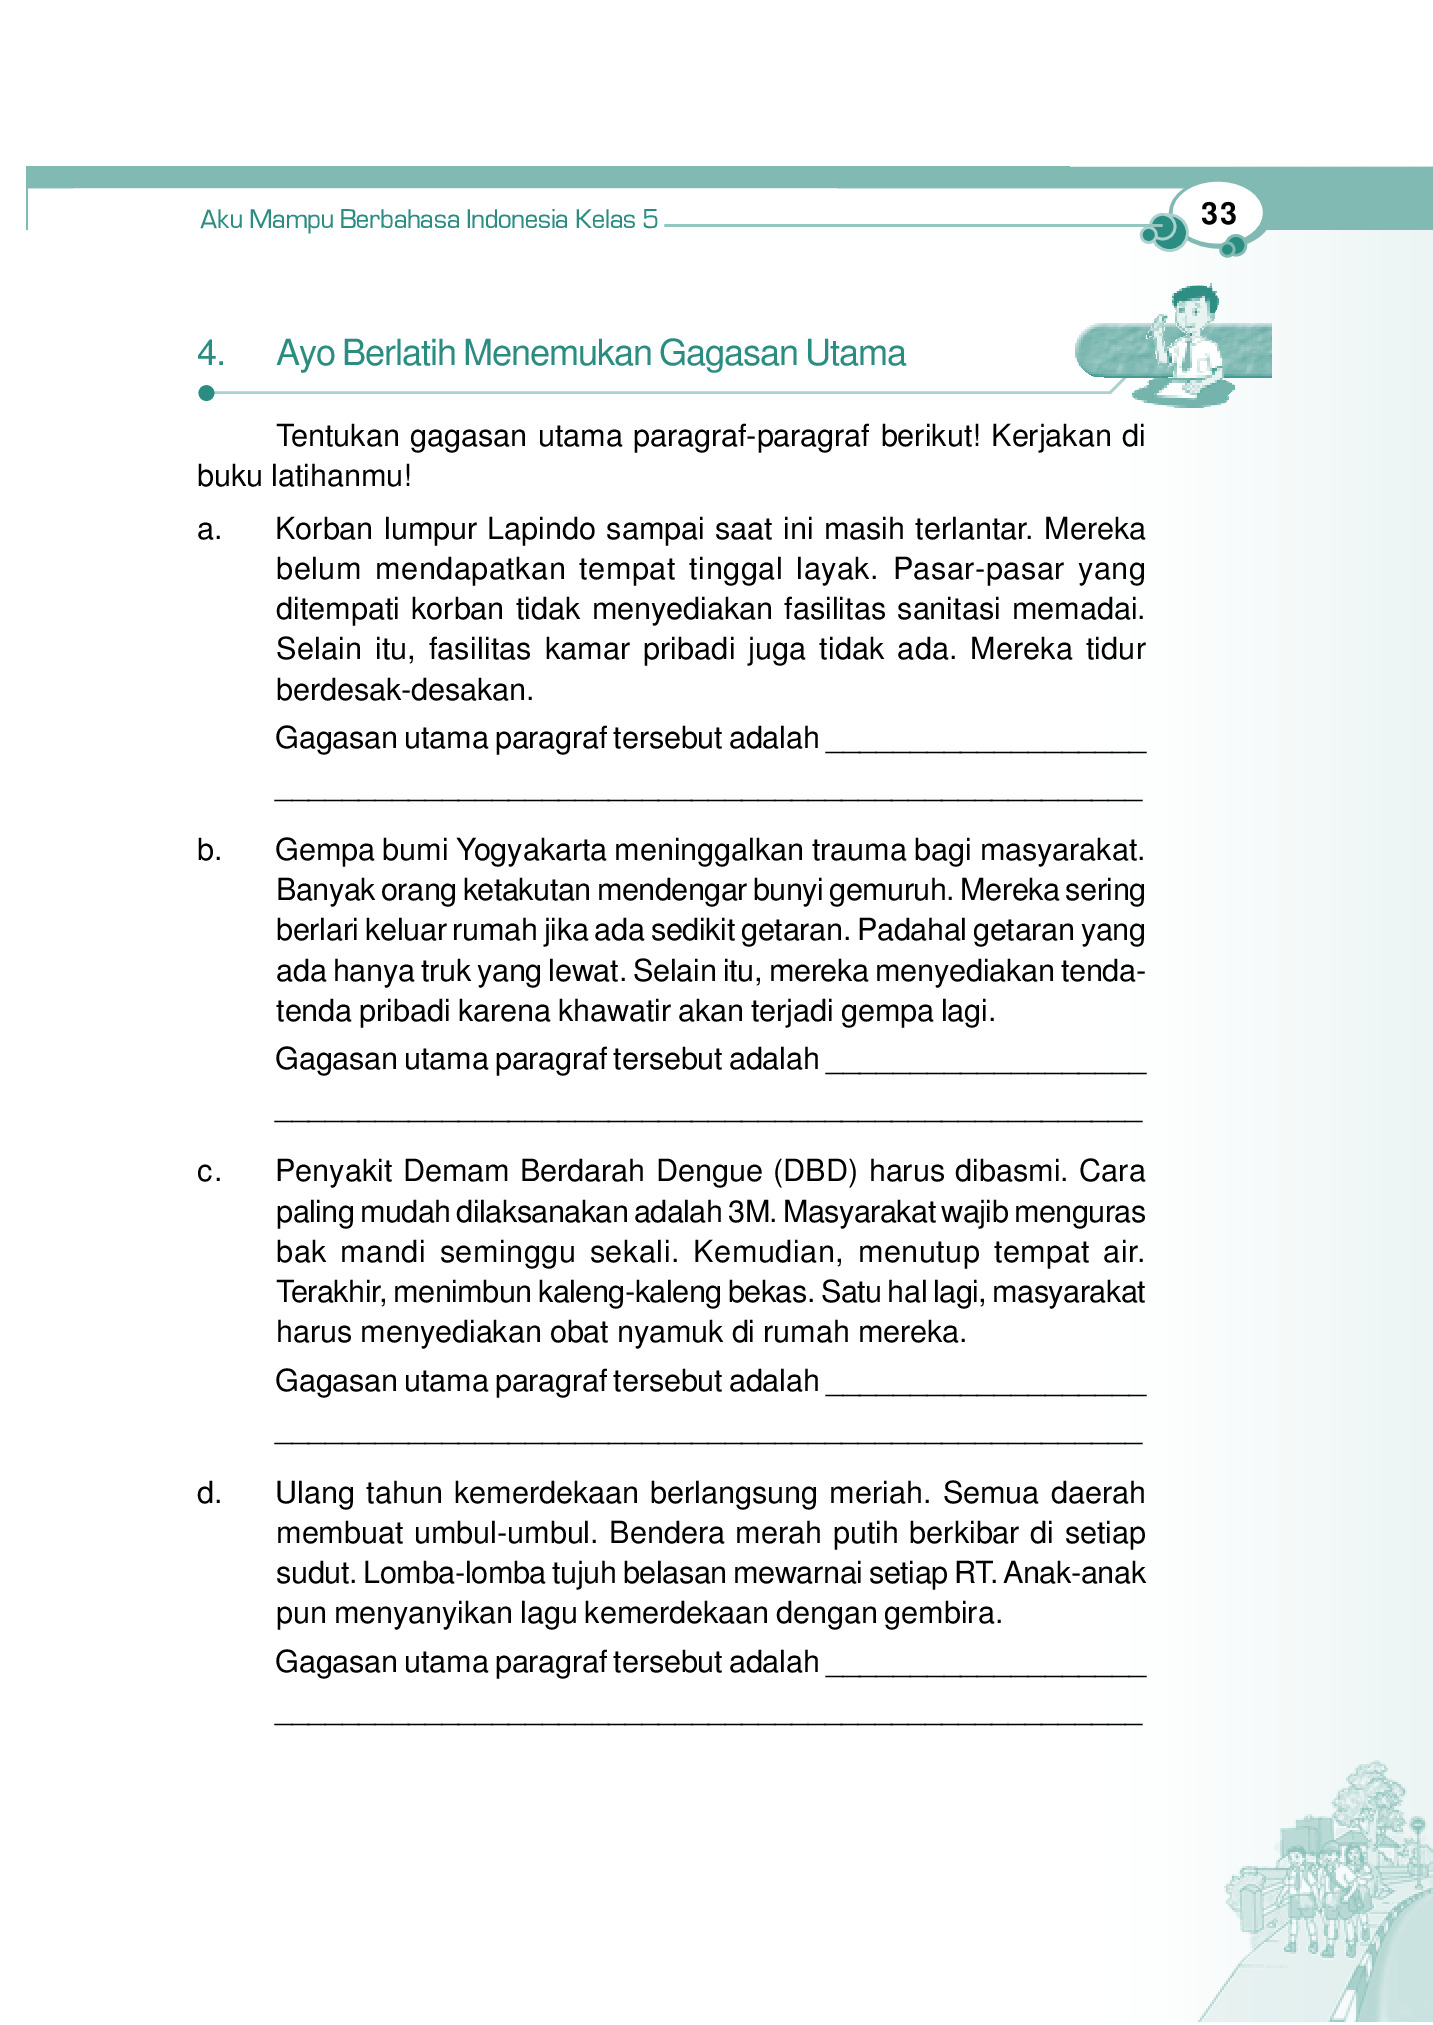 Aku Mampu Berbahasa Indonesia Kelas 5
33
4. Ayo Berlatih Menemukan Gagasan Utama
Tentukan gagasan utama paragraf-paragraf berikut! Kerjakan di
buku latihanmu!
a. Korban lumpur Lapindo sampai saat ini masih terlantar. Mereka
belum mendapatkan tempat tinggal layak. Pasar-pasar yang
ditempati korban tidak menyediakan fasilitas sanitasi memadai.
Selain itu, fasilitas kamar pribadi juga tidak ada. Mereka tidur
berdesak-desakan.
Gagasan utama paragraf tersebut adalah ___________________
____________________________________________________
b. Gempa bumi Yogyakarta meninggalkan trauma bagi masyarakat.
Banyak orang ketakutan mendengar bunyi gemuruh. Mereka sering
berlari keluar rumah jika ada sedikit getaran. Padahal getaran yang
ada hanya truk yang lewat. Selain itu, mereka menyediakan tenda-
tenda pribadi karena khawatir akan terjadi gempa lagi.
Gagasan utama paragraf tersebut adalah ___________________
____________________________________________________
c. Penyakit Demam Berdarah Dengue (DBD) harus dibasmi. Cara
paling mudah dilaksanakan adalah 3M. Masyarakat wajib menguras
bak mandi seminggu sekali. Kemudian, menutup tempat air.
Terakhir, menimbun kaleng-kaleng bekas. Satu hal lagi, masyarakat
harus menyediakan obat nyamuk di rumah mereka.
Gagasan utama paragraf tersebut adalah ___________________
____________________________________________________
d. Ulang tahun kemerdekaan berlangsung meriah. Semua daerah
membuat umbul-umbul. Bendera merah putih berkibar di setiap
sudut. Lomba-lomba tujuh belasan mewarnai setiap RT. Anak-anak
pun menyanyikan lagu kemerdekaan dengan gembira.
Gagasan utama paragraf tersebut adalah ___________________
____________________________________________________